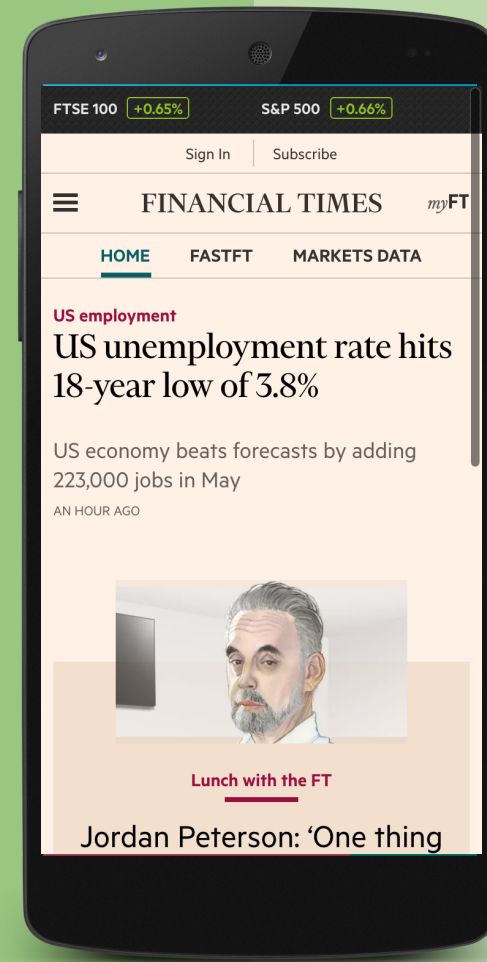 FTSE 100 +0.65% S&P 500 +0.66%
Sign In Subscribe
FINANCIAL TIMES myFT
HOME FASTFT MARKETS DATA
US employment
US unemployment rate hits
18-year low of 3.8%
US economy beats forecasts by adding
223,000 jobs in May
AN HOUR AGO
Lunch with the FT
Jordan Peterson: ‘One thing